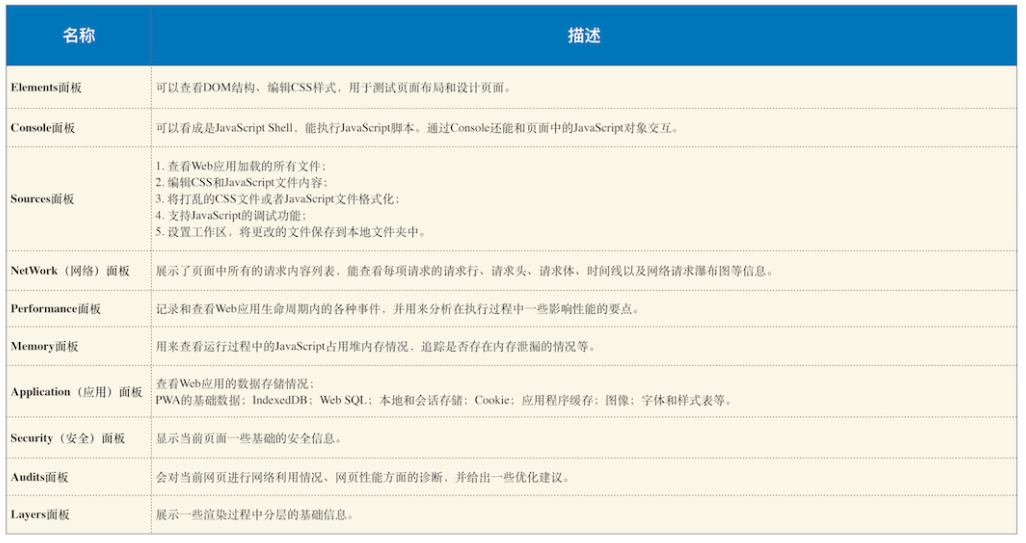 名称
描述
Elements面板
可以查看DOM结构、编辑CSS样式，用于测试页面布局和设计页面。
Console面板
可以看成是JavaScript Shell，能执行JavaScript脚本。通过Console还能和页面中的JavaScript对象交互。
Sources面板
1. 查看Web应用加载的所有文件；
2. 编辑CSS和JavaScript文件内容；
3. 将打乱的CSS文件或者JavaScript文件格式化；
4. 支持JavaScript的调试功能；
5. 设置工作区，将更改的文件保存到本地文件夹中。
NetWork（网络）面板
展示了页面中所有的请求内容列表，能查看每项请求的请求行、请求头、请求体、时间线以及网络请求瀑布图等信息。
Performance面板
记录和查看Web应用生命周期内的各种事件，并用来分析在执行过程中一些影响性能的要点。
Memory面板
用来查看运行过程中的JavaScript占用堆内存情况，追踪是否存在内存泄漏的情况等。
Application（应用）面板
查看Web应用的数据存储情况；
PWA的基础数据；IndexedDB；Web SQL；本地和会话存储；Cookie；应用程序缓存；图像；字体和样式表等。
Security（安全）面板
显示当前页面一些基础的安全信息。
Audits面板
会对当前网页进行网络利用情况、网页性能方面的诊断，并给出一些优化建议。
Layers面板
展示一些渲染过程中分层的基础信息。